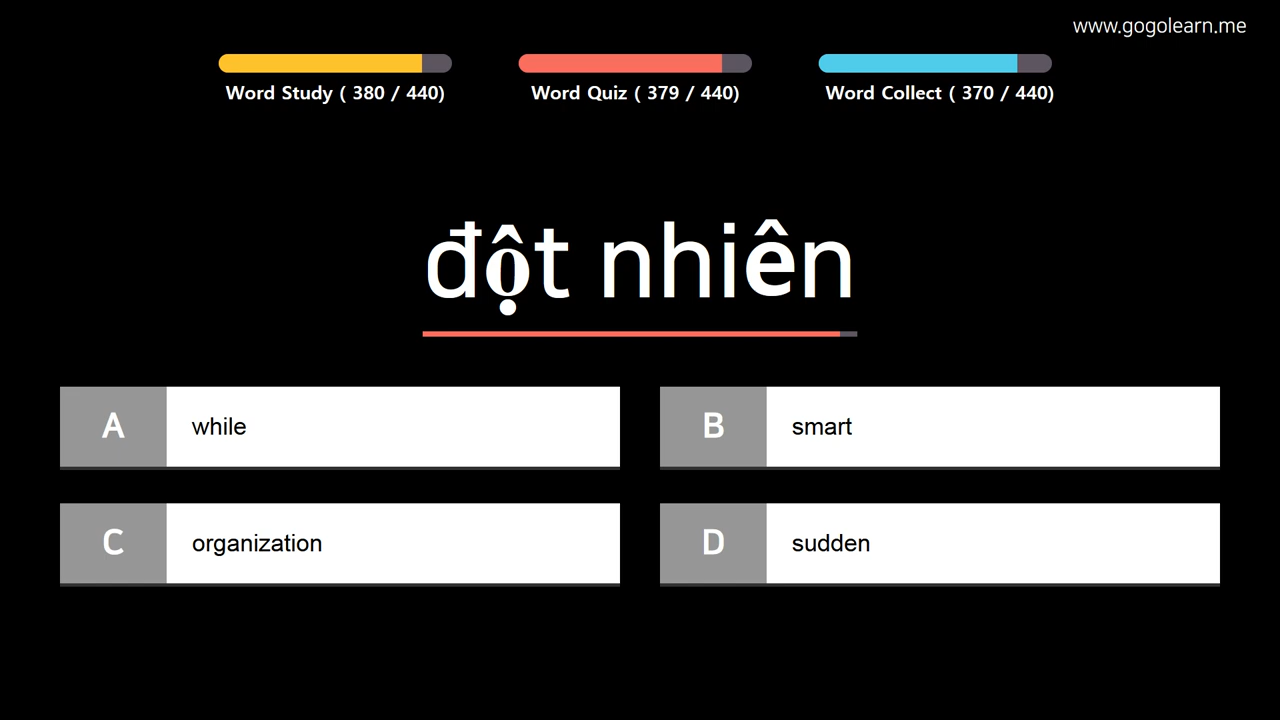 www.gogolearn.me
Word Study ( 380 / 440)
Word Quiz ( 379 / 440)
Word Collect ( 370 / 440)
đột nhiên
A while
B smart
C organization
D sudden